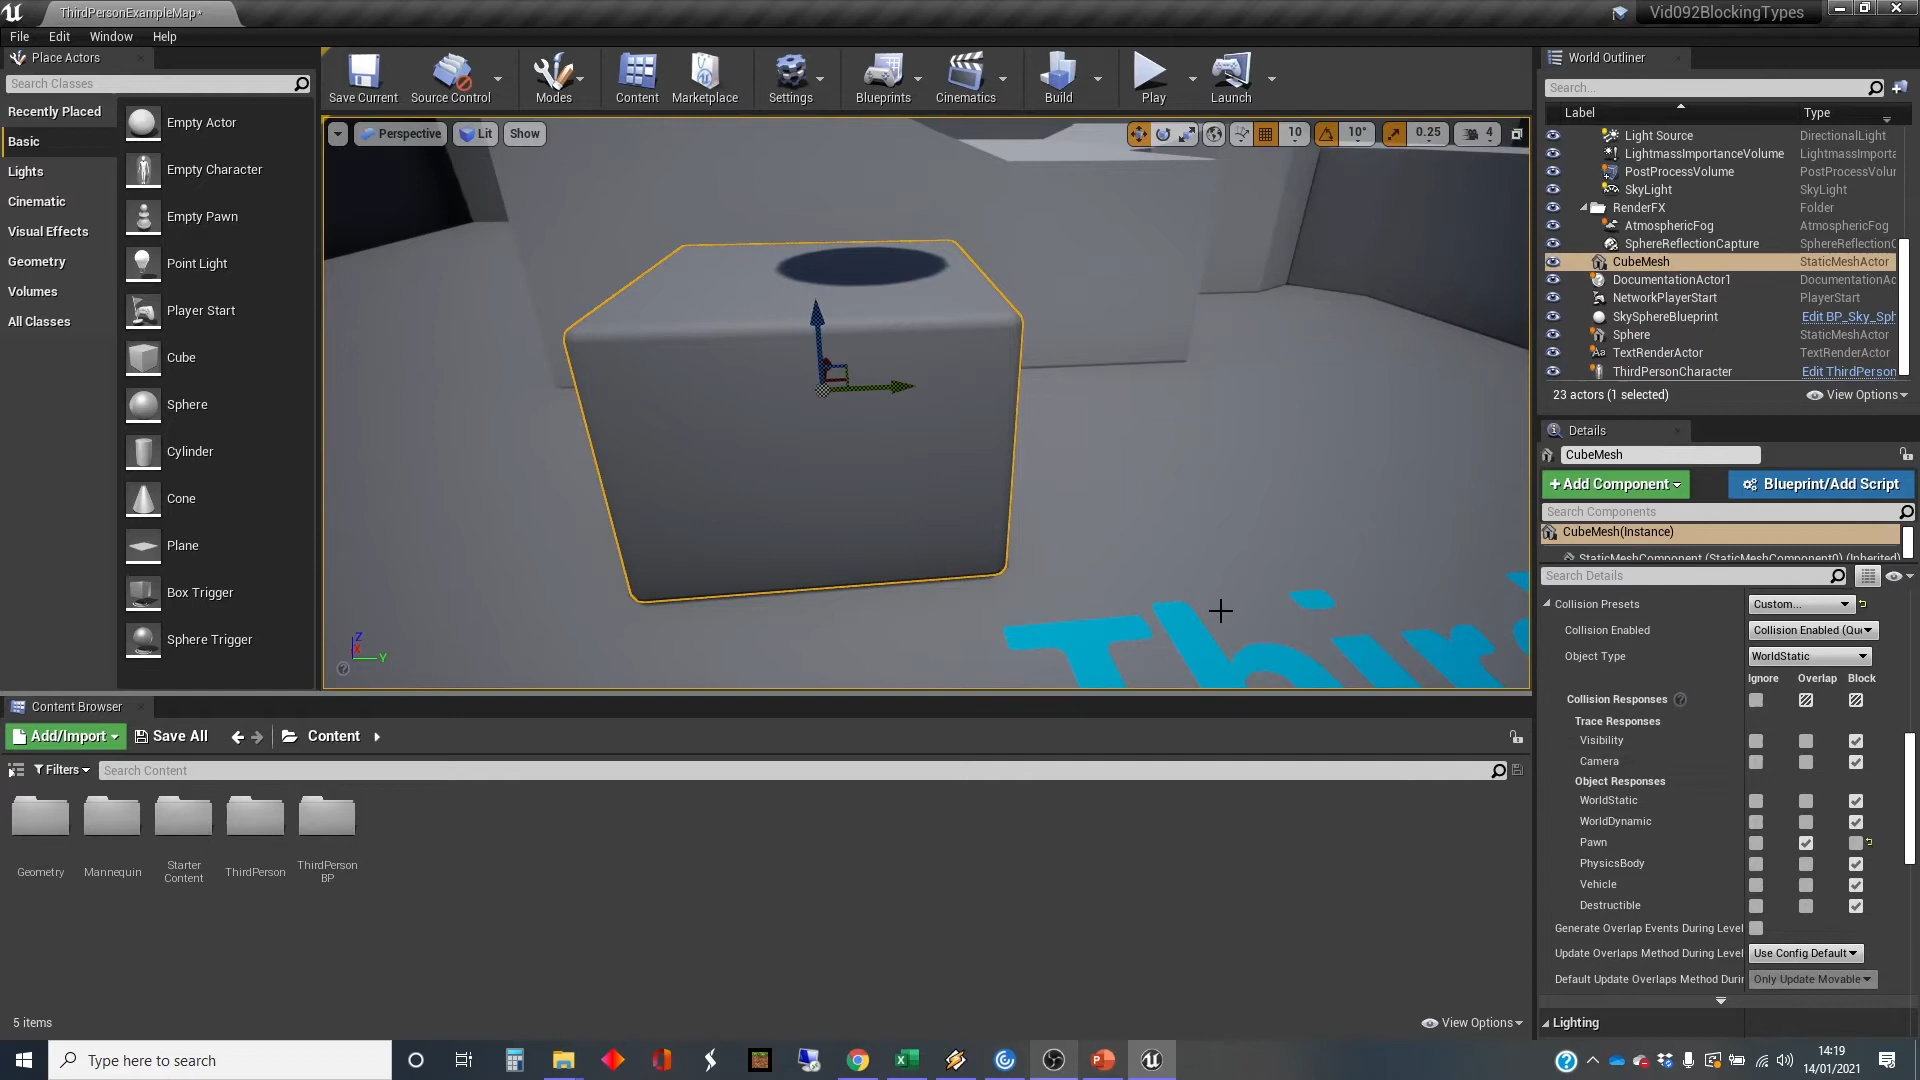 ThirdPersonExampleMap*
Vid092BlockingTypes
File Edit Window Help
Place Actors
Search Classes
Recently Placed
Basic
Lights
Cinematic
Visual Effects
Geometry
Volumes
All Classes
Empty Actor
Empty Character
Empty Pawn
Point Light
Player Start
Cube
Sphere
Cylinder
Cone
Plane
Box Trigger
Sphere Trigger
Save Current
Source Control
Modes
Content
Marketplace
Settings
Blueprints
Cinematics
Build
Play
Launch
Perspective Lit Show
10 10° 0.25 4
Z
X
Y
Thir
World Outliner
Search...
Label Type
Light Source DirectionalLight
LightmassImportanceVolume LightmassImporta
PostProcessVolume PostProcessVolur
SkyLight SkyLight
RenderFX Folder
AtmosphericFog AtmosphericFog
SphereReflectionCapture SphereReflectionC
CubeMesh StaticMeshActor
DocumentationActor1 DocumentationAc
NetworkPlayerStart PlayerStart
SkySphereBlueprint Edit BP_Sky_Sph
Sphere StaticMeshActor
TextRenderActor TextRenderActor
ThirdPersonCharacter Edit ThirdPerson
23 actors (1 selected) View Options
Details
CubeMesh
+Add Component Blueprint/Add Script
Search Components
CubeMesh(Instance)
StaticMeshComponent (StaticMeshComponent0) (Inherited)
Search Details
Collision Presets Custom...
Collision Enabled Collision Enabled (Que
Object Type WorldStatic
Ignore Overlap Block
Collision Responses
Trace Responses
Visibility
Camera
Object Responses
WorldStatic
WorldDynamic
Pawn
PhysicsBody
Vehicle
Destructible
Generate Overlap Events During Level
Update Overlaps Method During Level Use Config Default
Default Update Overlaps Method Durin Only Update Movable
Lighting
Content Browser
Add/Import Save All Content
Filters Search Content
Geometry
Mannequin
Starter
Content
ThirdPerson
ThirdPerson
BP
5 items
View Options
Type here to search
14:19
14/01/2021